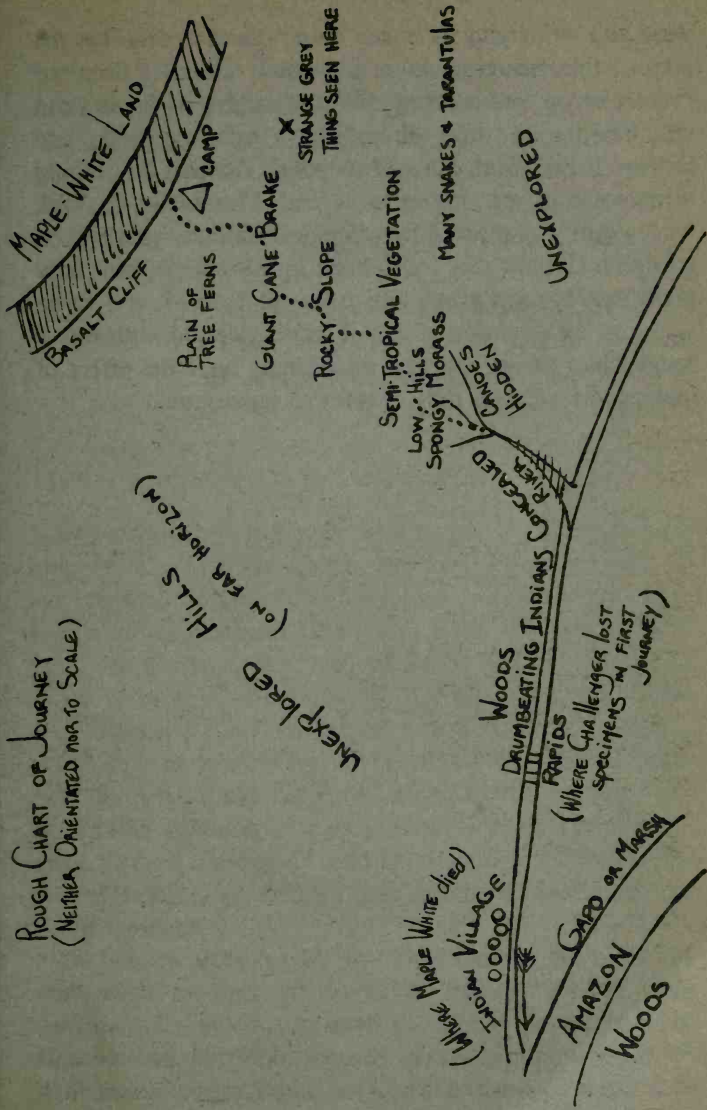 ROUGH CHART OF JOURNEY
(NEITHER ORIENTATED NOR TO SCALE)
MAPLE-WHITE LAND
BASALT CLIFF
CAMP
PLAIN OF
TREE FERNS
GIANT CANE BRAKE
X
STRANGE GREY
THING SEEN HERE
ROCKY SLOPE
SEMI-TROPICAL VEGETATION
MANY SNAKES & TARANTULAS
LOW HILLS
SPONGY MORASS
CANOES
HIDDEN
UNEXPLORED
CONCEALED
RIVER
UNEXPLORED HILLS
(ON FAR HORIZON)
WOODS
DRUMBEATING INDIANS
RAPIDS
(WHERE CHALLENGER LOST
SPECIMENS IN FIRST
JOURNEY)
(WHERE MAPLE WHITE died)
INDIAN VILLAGE
GAPO OR MARSH
AMAZON
WOODS